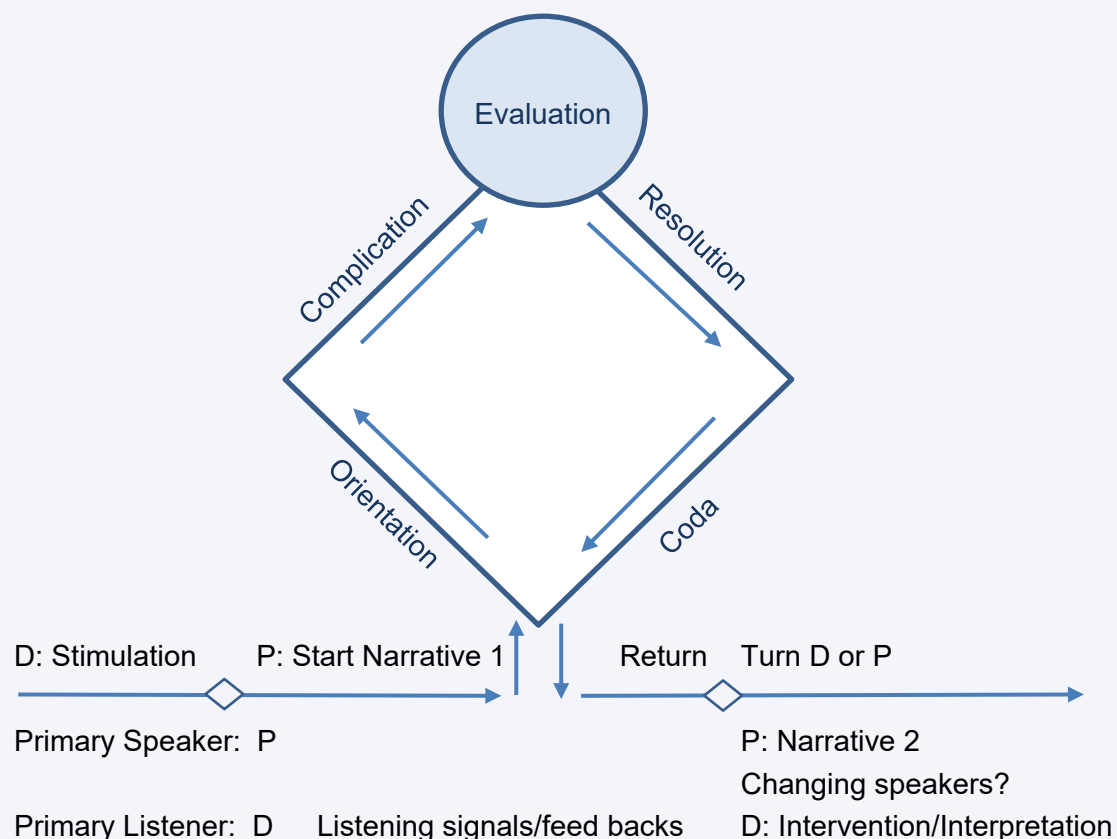 Evaluation
Complication
Resolution
Orientation
Coda
D: Stimulation
P: Start Narrative 1
Return
Turn D or P
Primary Speaker: P
P: Narrative 2
Changing speakers?
Primary Listener: D
Listening signals/feed backs
D: Intervention/Interpretation